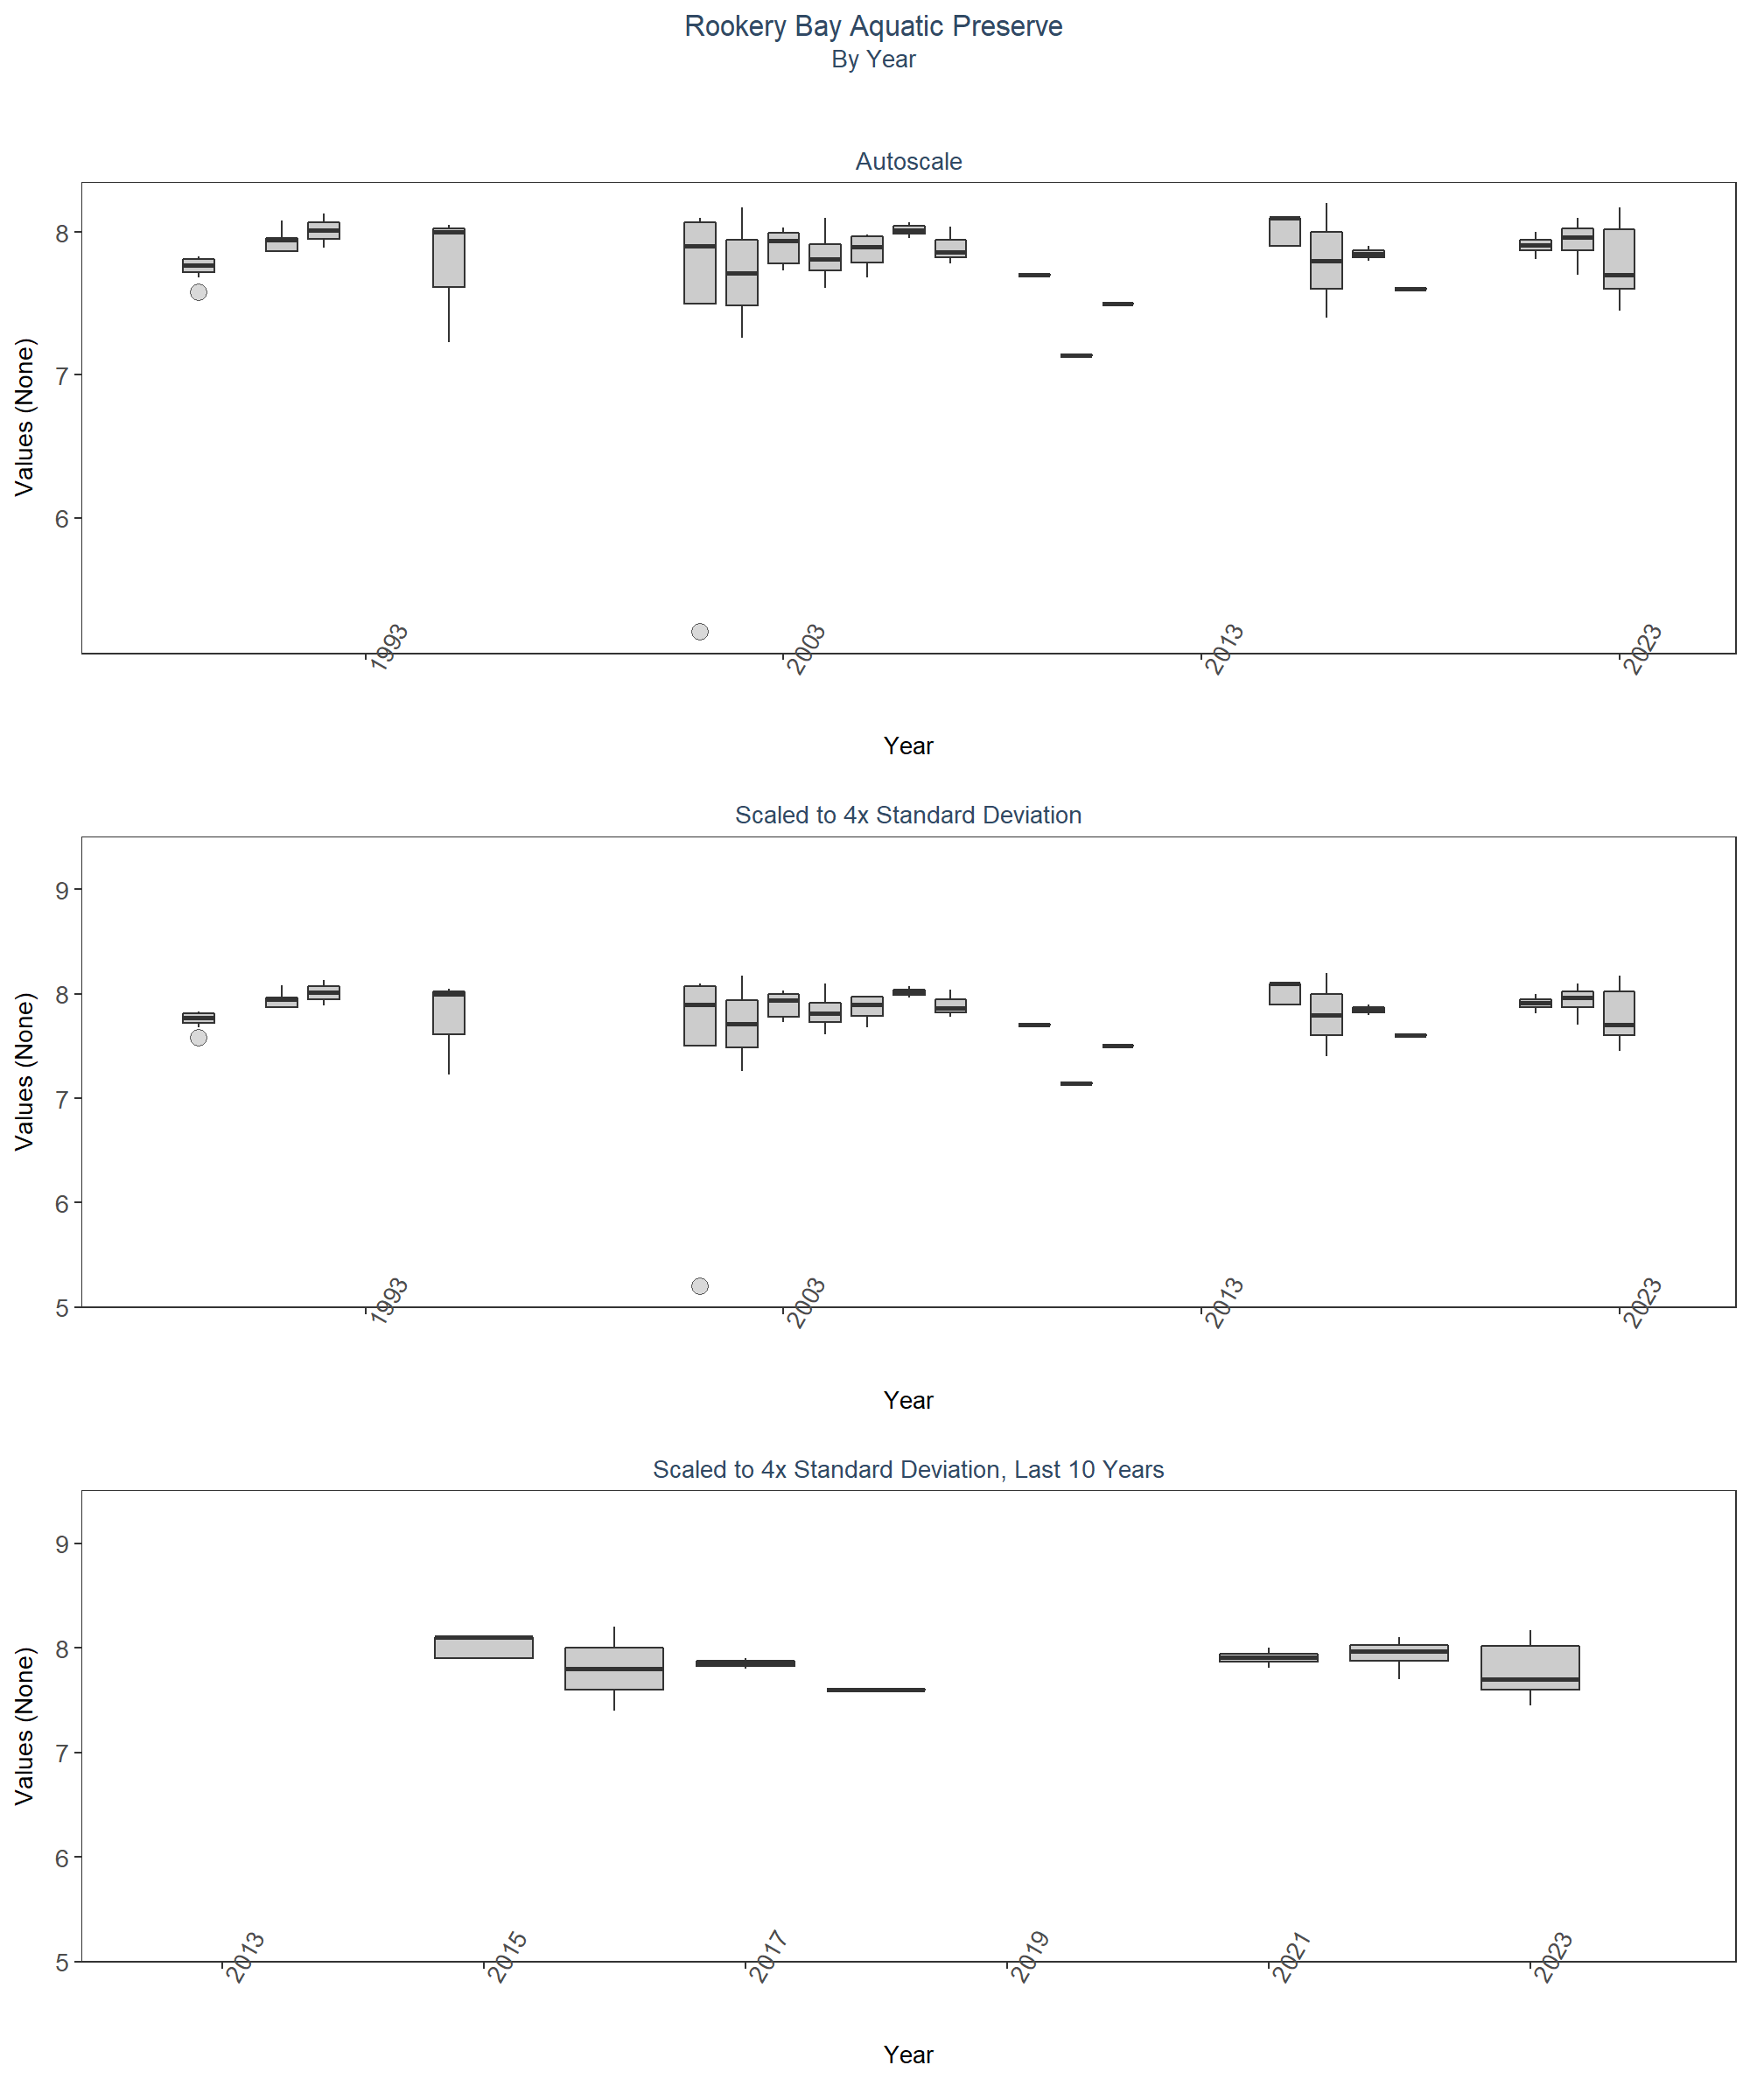 Rookery Bay Aquatic Preserve
By Year
Autoscale
Values (None)
8
7
6
1993
2003
2013
2023
Year
Scaled to 4x Standard Deviation
Values (None)
9
8
7
6
5
1993
2003
2013
2023
Year
Scaled to 4x Standard Deviation, Last 10 Years
Values (None)
9
8
7
6
5
2013
2015
2017
2019
2021
2023
Year